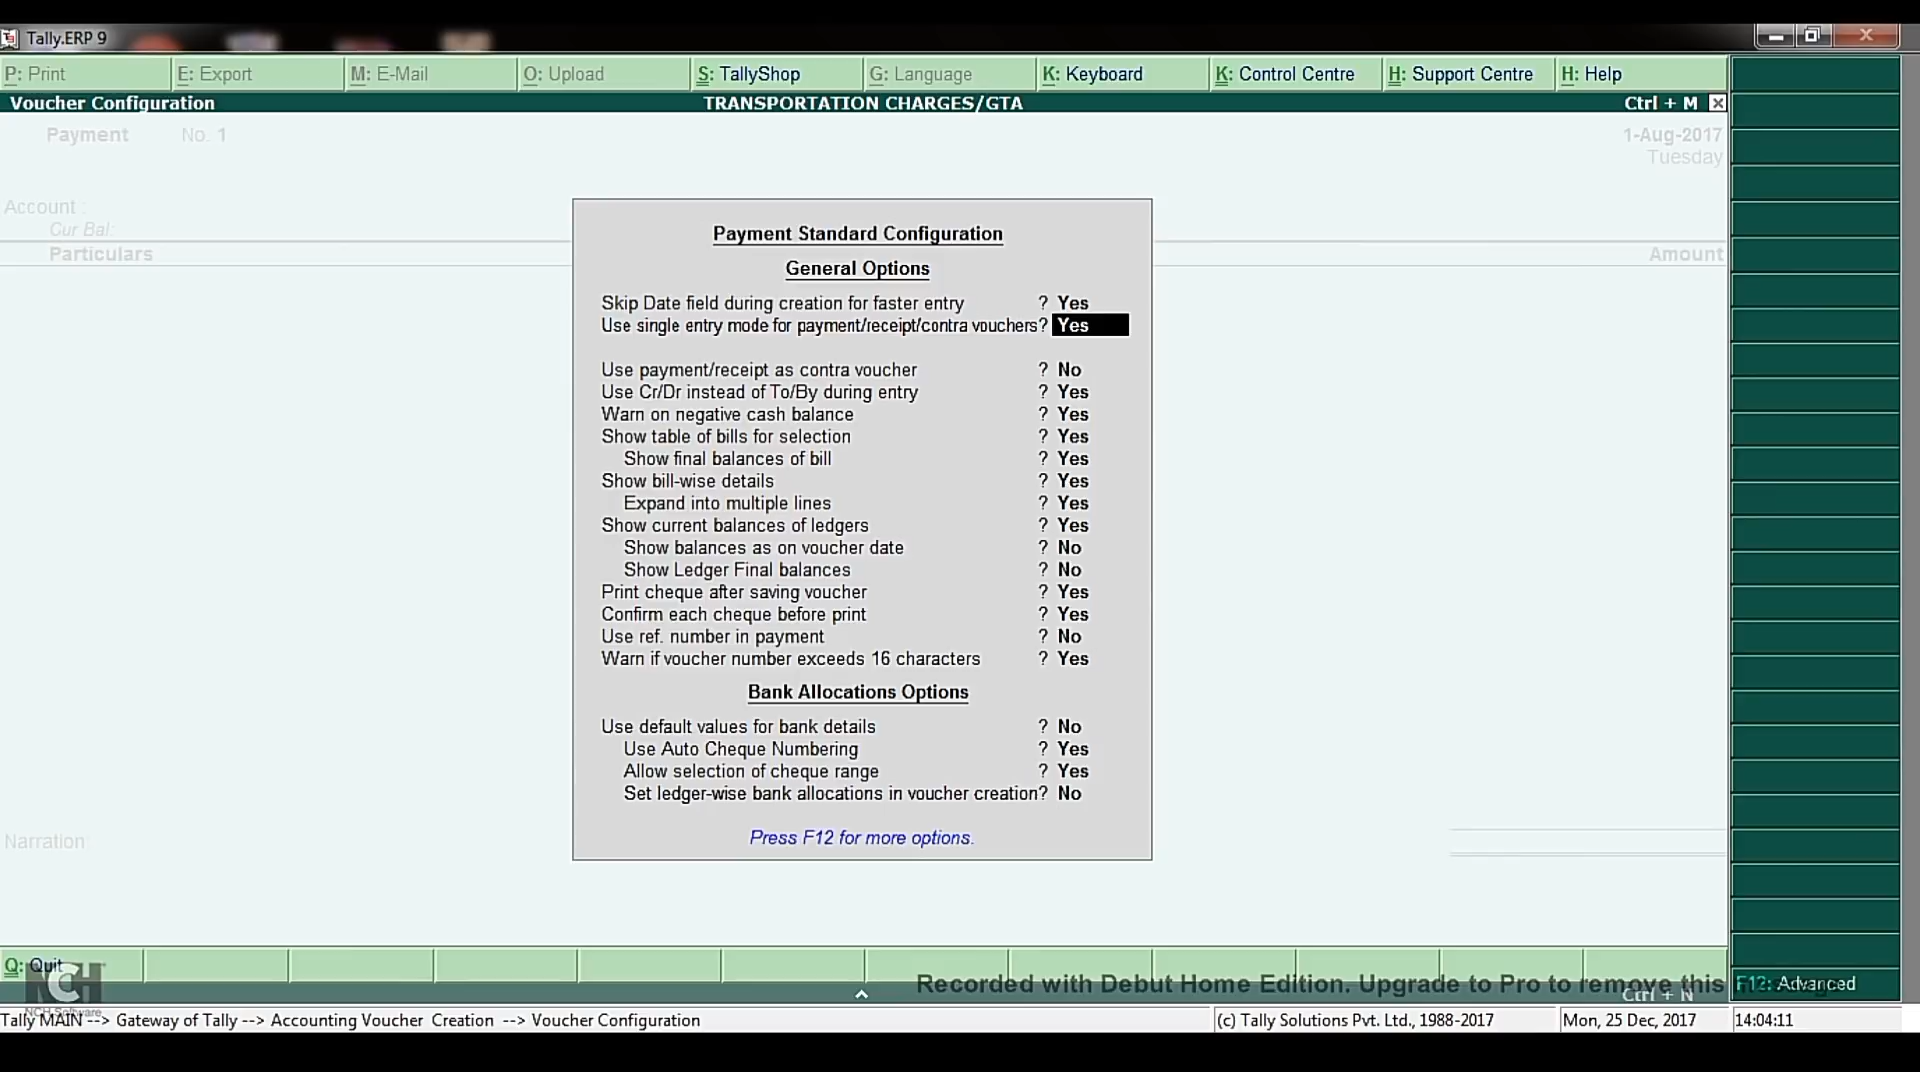 Tally.ERP 9
P: Print E: Export M: E-Mail O: Upload S: TallyShop G: Language K: Keyboard K: Control Centre H: Support Centre H: Help
Voucher Configuration TRANSPORTATION CHARGES/GTA Ctrl + M
Payment No. 1 1-Aug-2017
Tuesday
Account :
Cur Bal:
Particulars Amount
Payment Standard Configuration
General Options
Skip Date field during creation for faster entry ? Yes
Use single entry mode for payment/receipt/contra vouchers? Yes
Use payment/receipt as contra voucher ? No
Use Cr/Dr instead of To/By during entry ? Yes
Warn on negative cash balance ? Yes
Show table of bills for selection ? Yes
Show final balances of bill ? Yes
Show bill-wise details ? Yes
Expand into multiple lines ? Yes
Show current balances of ledgers ? Yes
Show balances as on voucher date ? No
Show Ledger Final balances ? No
Print cheque after saving voucher ? Yes
Confirm each cheque before print ? Yes
Use ref. number in payment ? No
Warn if voucher number exceeds 16 characters ? Yes
Bank Allocations Options
Use default values for bank details ? No
Use Auto Cheque Numbering ? Yes
Allow selection of cheque range ? Yes
Set ledger-wise bank allocations in voucher creation? No
Press F12 for more options.
Narration:
Q: Quit
NCH
NCH Software
Recorded with Debut Home Edition. Upgrade to Pro to remove this
F12: Advanced
Ctrl + N
Tally MAIN --> Gateway of Tally --> Accounting Voucher Creation --> Voucher Configuration (c) Tally Solutions Pvt. Ltd., 1988-2017 Mon, 25 Dec, 2017 14:04:11